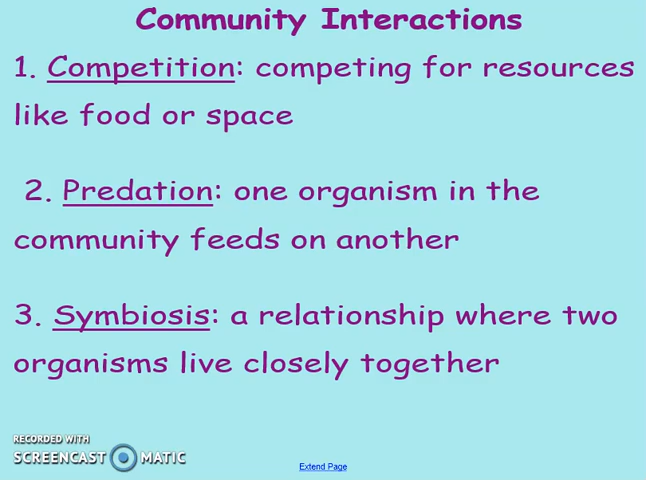 Community Interactions
1. Competition: competing for resources
like food or space
2. Predation: one organism in the
community feeds on another
3. Symbiosis: a relationship where two
organisms live closely together
RECORDED WITH
SCREENCAST MATIC
Extend Page